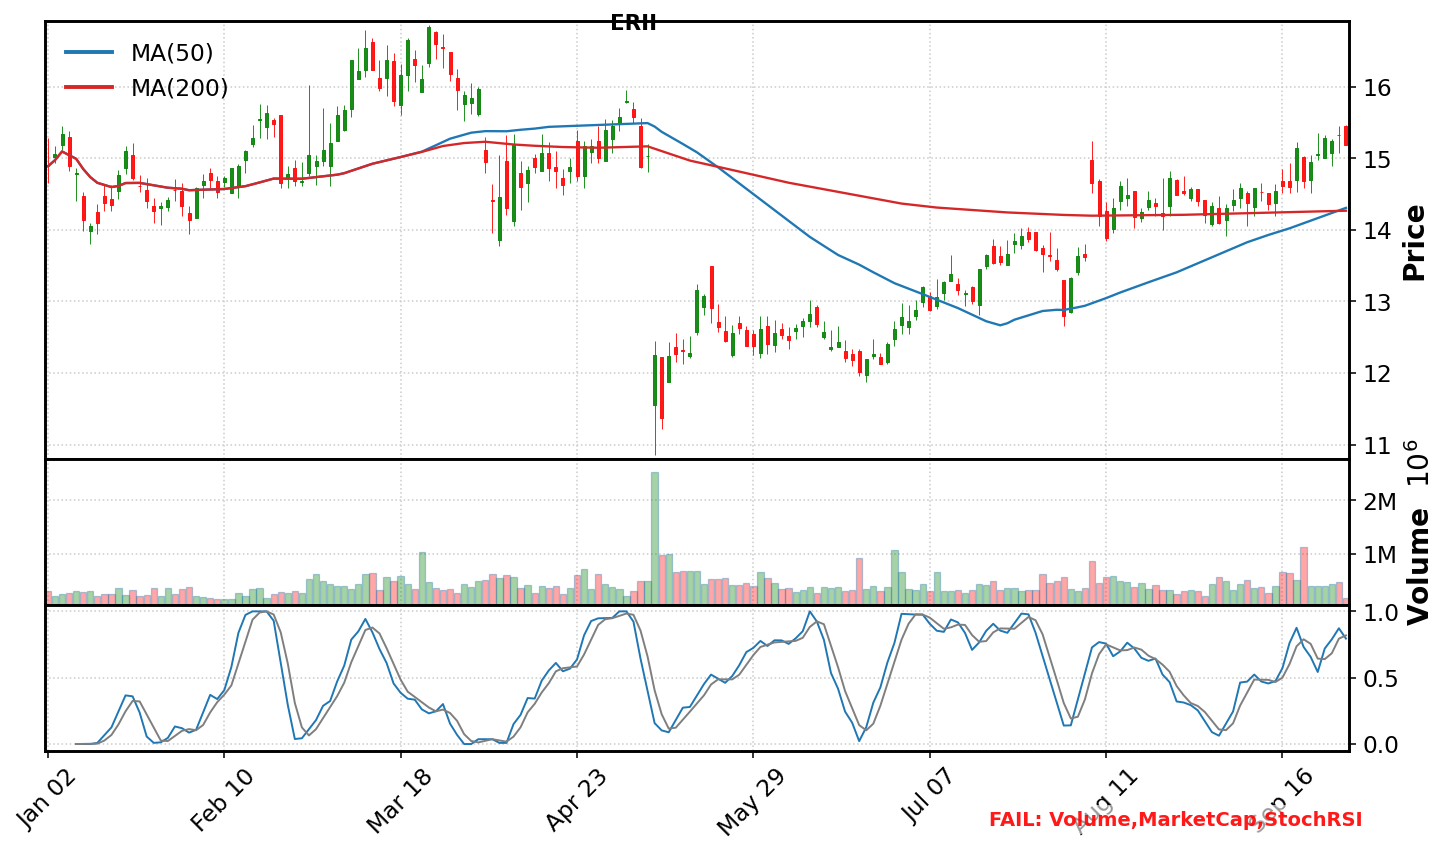 ERII
MA(50)
MA(200)
16
15
14
13
12
11
Price
2M
1M
Volume 10^6
1.0
0.5
0.0
Jan 02
Feb 10
Mar 18
Apr 23
May 29
Jul 07
Aug 11
Sep 16
FAIL: Volume,MarketCap,StochRSI